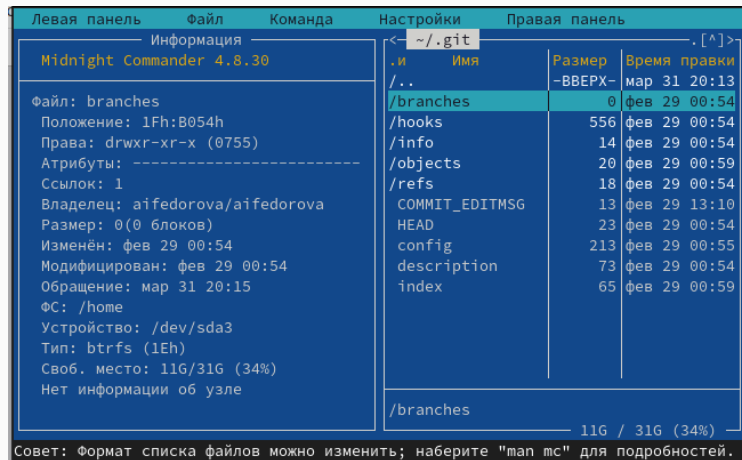 Левая панель Файл Команда Настройки Правая панель
Информация
Midnight Commander 4.8.30
Файл: branches
Положение: 1Fh:B054h
Права: drwxr-xr-x (0755)
Атрибуты: --------------------------
Ссылок: 1
Владелец: aifedorova/aifedorova
Размер: 0(0 блоков)
Изменён: фев 29 00:54
Модифицирован: фев 29 00:54
Обращение: мар 31 20:15
ФС: /home
Устройство: /dev/sda3
Тип: btrfs (1Eh)
Своб. место: 11G/31G (34%)
Нет информации об узле
<- ~/.git .[^]>
.и Имя Размер Время правки
/.. -ВВЕРХ- мар 31 20:13
/branches 0 фев 29 00:54
/hooks 556 фев 29 00:54
/info 14 фев 29 00:54
/objects 20 фев 29 00:59
/refs 18 фев 29 00:54
COMMIT_EDITMSG 13 фев 29 13:10
HEAD 23 фев 29 00:54
config 213 фев 29 00:55
description 73 фев 29 00:54
index 65 фев 29 00:59
/branches
11G / 31G (34%)
Совет: Формат списка файлов можно изменить; наберите "man mc" для подробностей.